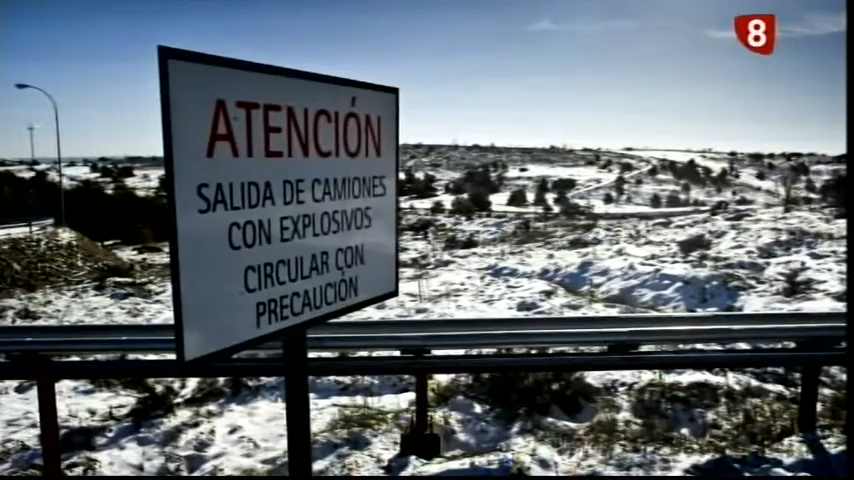 8
ATENCIÓN
SALIDA DE CAMIONES
CON EXPLOSIVOS
CIRCULAR CON
PRECAUCIÓN